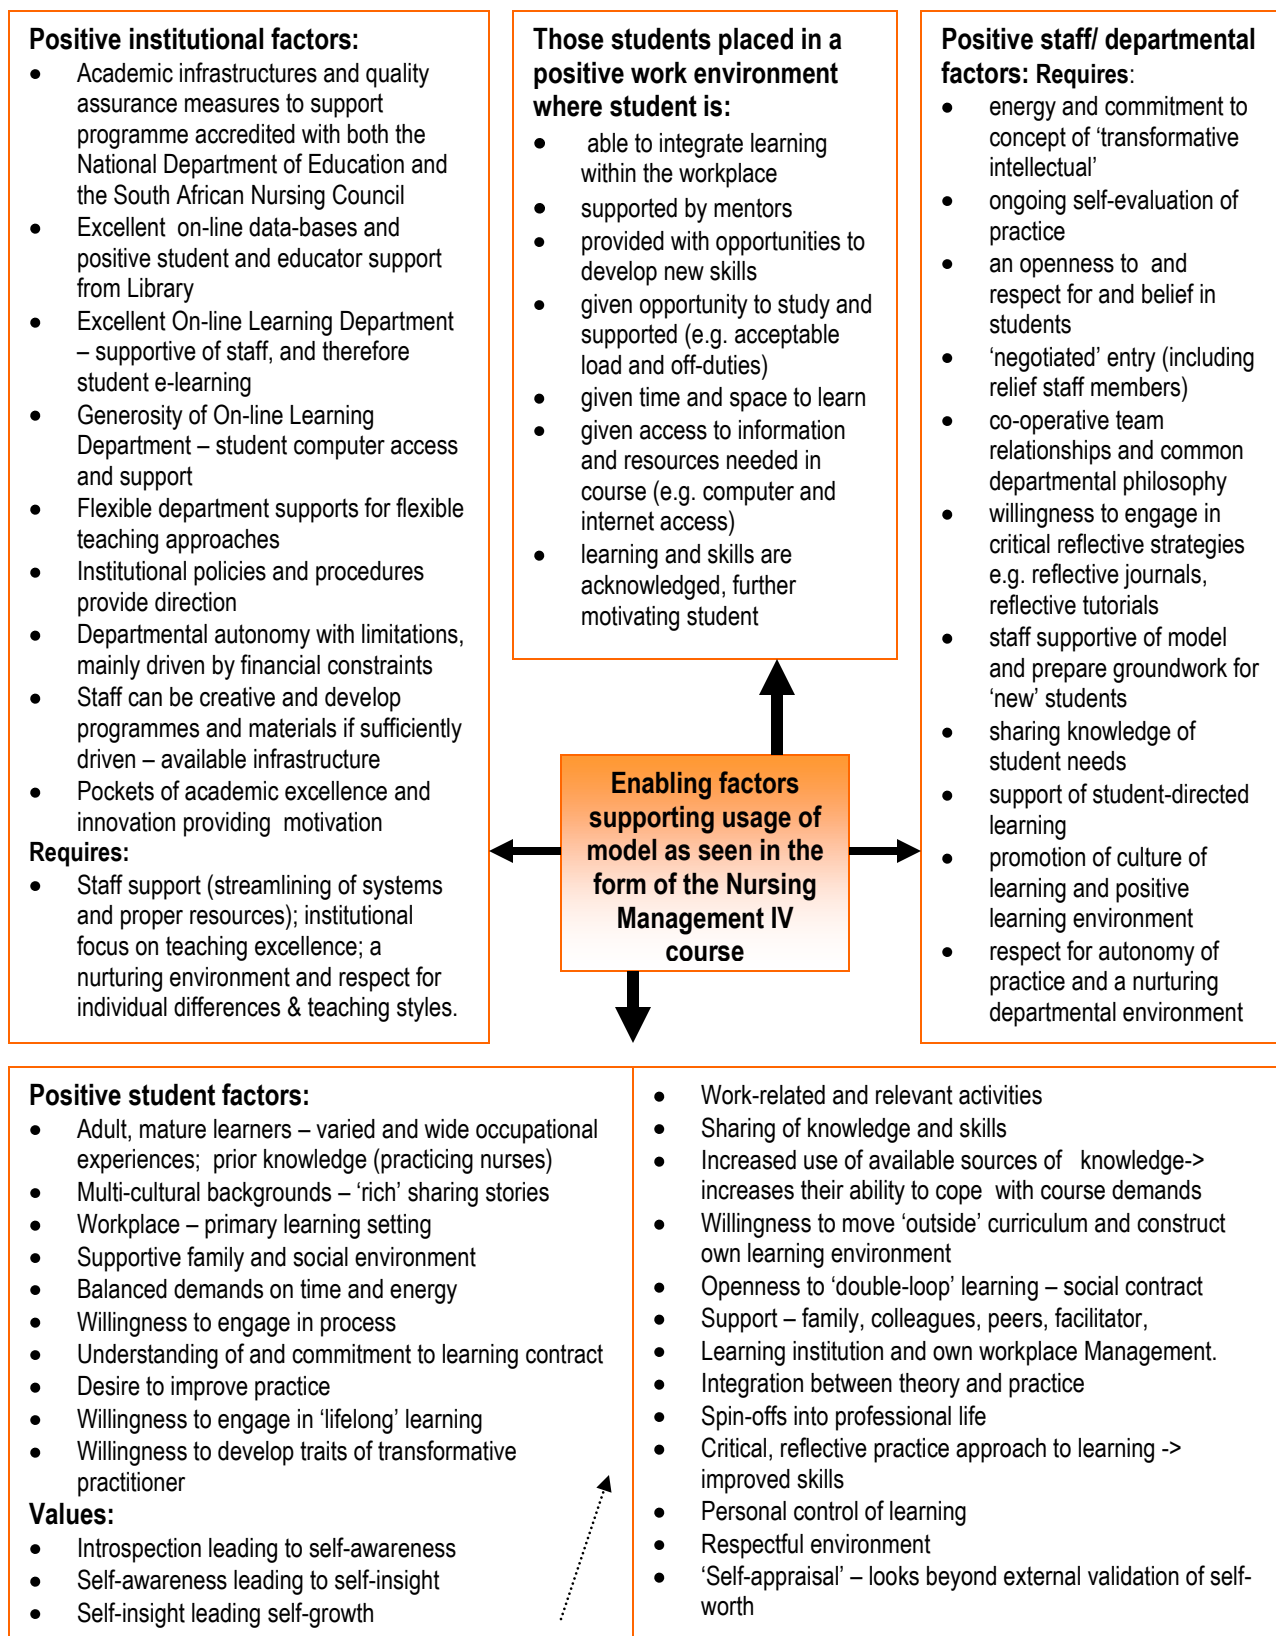 Positive institutional factors:
• Academic infrastructures and quality
assurance measures to support
programme accredited with both the
National Department of Education and
the South African Nursing Council
• Excellent on-line data-bases and
positive student and educator support
from Library
• Excellent On-line Learning Department
– supportive of staff, and therefore
student e-learning
• Generosity of On-line Learning
Department – student computer access
and support
• Flexible department supports for flexible
teaching approaches
• Institutional policies and procedures
provide direction
• Departmental autonomy with limitations,
mainly driven by financial constraints
• Staff can be creative and develop
programmes and materials if sufficiently
driven – available infrastructure
• Pockets of academic excellence and
innovation providing motivation
Requires:
• Staff support (streamlining of systems
and proper resources); institutional
focus on teaching excellence; a
nurturing environment and respect for
individual differences & teaching styles.
Those students placed in a
positive work environment
where student is:
• able to integrate learning
within the workplace
• supported by mentors
• provided with opportunities to
develop new skills
• given opportunity to study and
supported (e.g. acceptable
load and off-duties)
• given time and space to learn
• given access to information
and resources needed in
course (e.g. computer and
internet access)
• learning and skills are
acknowledged, further
motivating student
Positive staff/ departmental
factors: Requires:
• energy and commitment to
concept of ‘transformative
intellectual’
• ongoing self-evaluation of
practice
• an openness to and
respect for and belief in
students
• ‘negotiated’ entry (including
relief staff members)
• co-operative team
relationships and common
departmental philosophy
• willingness to engage in
critical reflective strategies
e.g. reflective journals,
reflective tutorials
• staff supportive of model
and prepare groundwork for
‘new’ students
• sharing knowledge of
student needs
• support of student-directed
learning
• promotion of culture of
learning and positive
learning environment
• respect for autonomy of
practice and a nurturing
departmental environment
Enabling factors
supporting usage of
model as seen in the
form of the Nursing
Management IV
course
Positive student factors:
• Adult, mature learners – varied and wide occupational
experiences; prior knowledge (practicing nurses)
• Multi-cultural backgrounds – ‘rich’ sharing stories
• Workplace – primary learning setting
• Supportive family and social environment
• Balanced demands on time and energy
• Willingness to engage in process
• Understanding of and commitment to learning contract
• Desire to improve practice
• Willingness to engage in ‘lifelong’ learning
• Willingness to develop traits of transformative
practitioner
Values:
• Introspection leading to self-awareness
• Self-awareness leading to self-insight
• Self-insight leading self-growth
• Work-related and relevant activities
• Sharing of knowledge and skills
• Increased use of available sources of knowledge->
increases their ability to cope with course demands
• Willingness to move ‘outside’ curriculum and construct
own learning environment
• Openness to ‘double-loop’ learning – social contract
• Support – family, colleagues, peers, facilitator,
• Learning institution and own workplace Management.
• Integration between theory and practice
• Spin-offs into professional life
• Critical, reflective practice approach to learning ->
improved skills
• Personal control of learning
• Respectful environment
• ‘Self-appraisal’ – looks beyond external validation of self-
worth